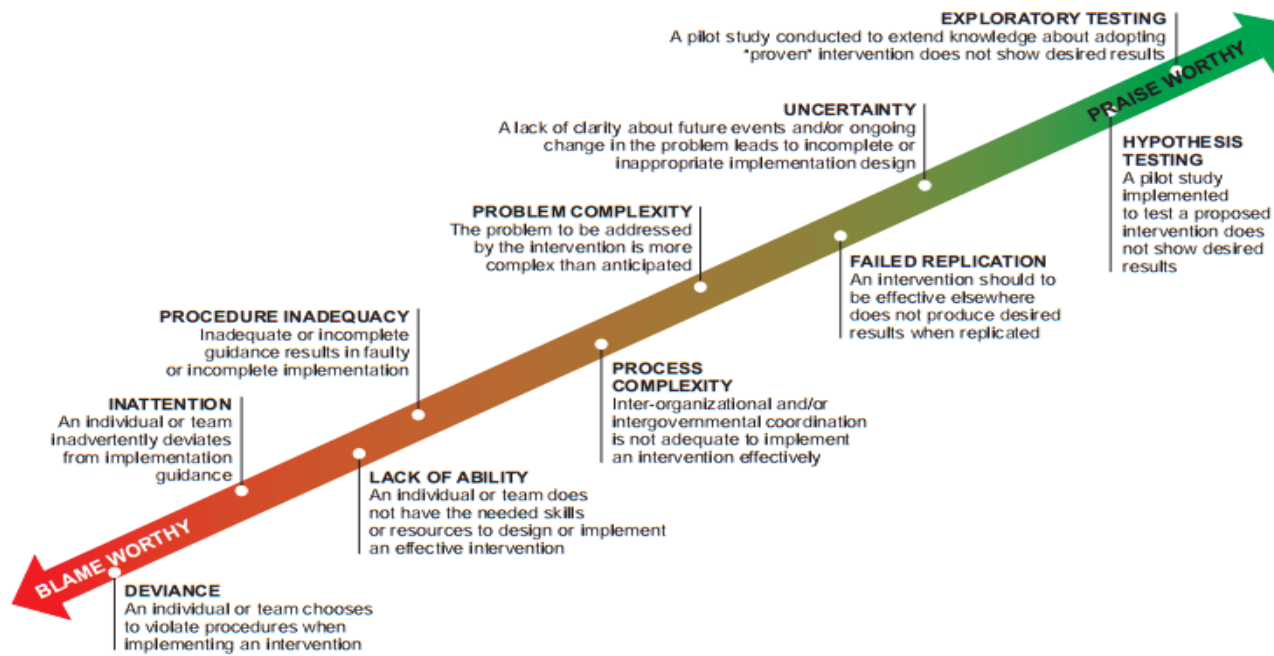 EXPLORATORY TESTING
A pilot study conducted to extend knowledge about adopting
"proven" intervention does not show desired results
PRAISE WORTHY
UNCERTAINTY
A lack of clarity about future events and/or ongoing
change in the problem leads to incomplete or
inappropriate implementation design
HYPOTHESIS
TESTING
A pilot study
implemented
to test a proposed
intervention does
not show desired
results
PROBLEM COMPLEXITY
The problem to be addressed
by the intervention is more
complex than anticipated
FAILED REPLICATION
An intervention should to
be effective elsewhere
does not produce desired
results when replicated
PROCEDURE INADEQUACY
Inadequate or incomplete
guidance results in faulty
or incomplete implementation
PROCESS
COMPLEXITY
Inter-organizational and/or
intergovernmental coordination
is not adequate to implement
an intervention effectively
INATTENTION
An individual or team
inadvertently deviates
from implementation
guidance
LACK OF ABILITY
An individual or team does
not have the needed skills
or resources to design or implement
an effective intervention
BLAME WORTHY
DEVIANCE
An individual or team chooses
to violate procedures when
implementing an intervention